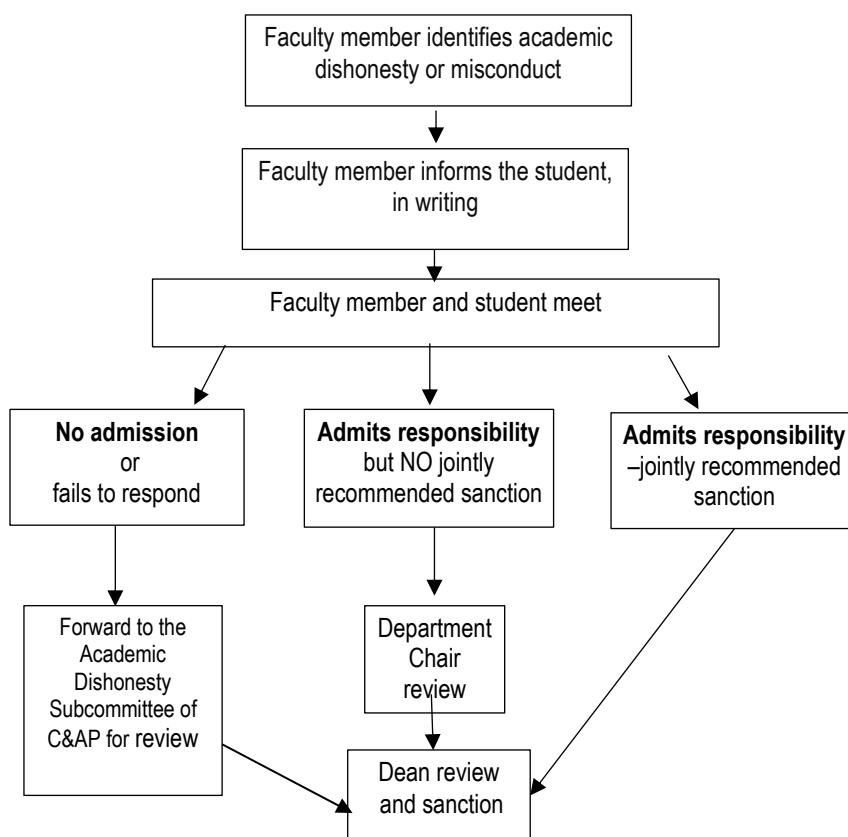 Faculty member identifies academic
dishonesty or misconduct
Faculty member informs the student,
in writing
Faculty member and student meet
No admission
or
fails to respond
Admits responsibility
but NO jointly
recommended sanction
Admits responsibility
–jointly recommended
sanction
Forward to the
Academic
Dishonesty
Subcommittee of
C&AP for review
Department
Chair
review
Dean review
and sanction